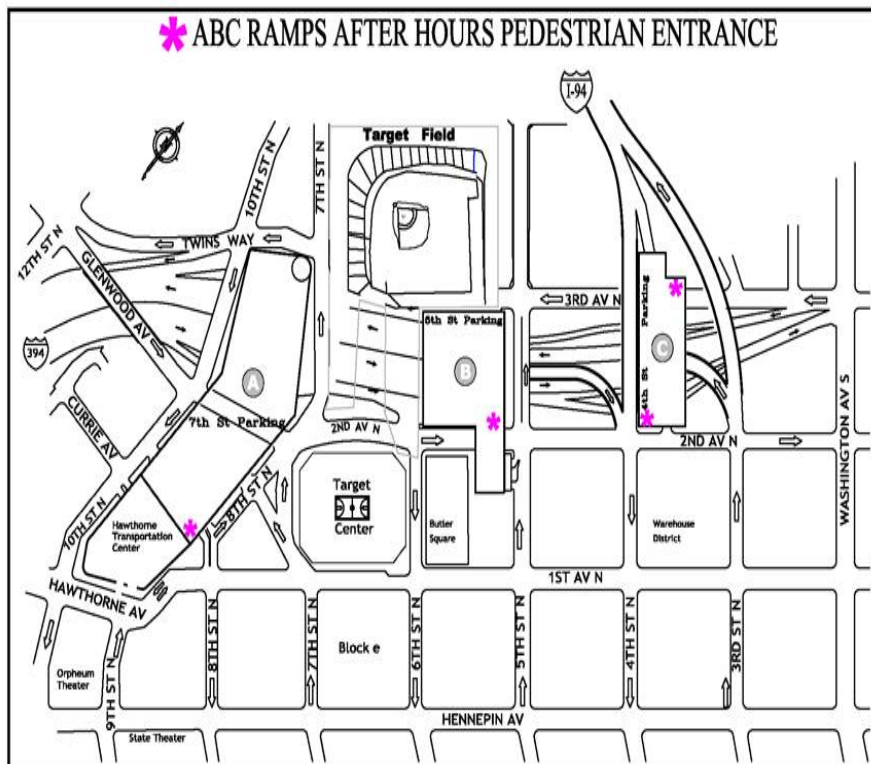 * ABC RAMPS AFTER HOURS PEDESTRIAN ENTRANCE
I-94
Target Field
10TH ST N
7TH ST N
TWINS WAY
12TH ST N
GLENWOOD AV
3RD AV N
394
A
6th St Parking
B
4th St Parking
C
CURRIE AV
7th St Parking
2ND AV N
2ND AV N
WASHINGTON AV S
10TH ST N
8TH ST N
Hawthorne
Transportation
Center
Target
Center
Butler
Square
Warehouse
District
HAWTHORNE AV
1ST AV N
8TH ST N
7TH ST N
6TH ST N
5TH ST N
4TH ST N
3RD ST N
9TH ST N
Block e
Orpheum
Theater
HENNEPIN AV
State Theater